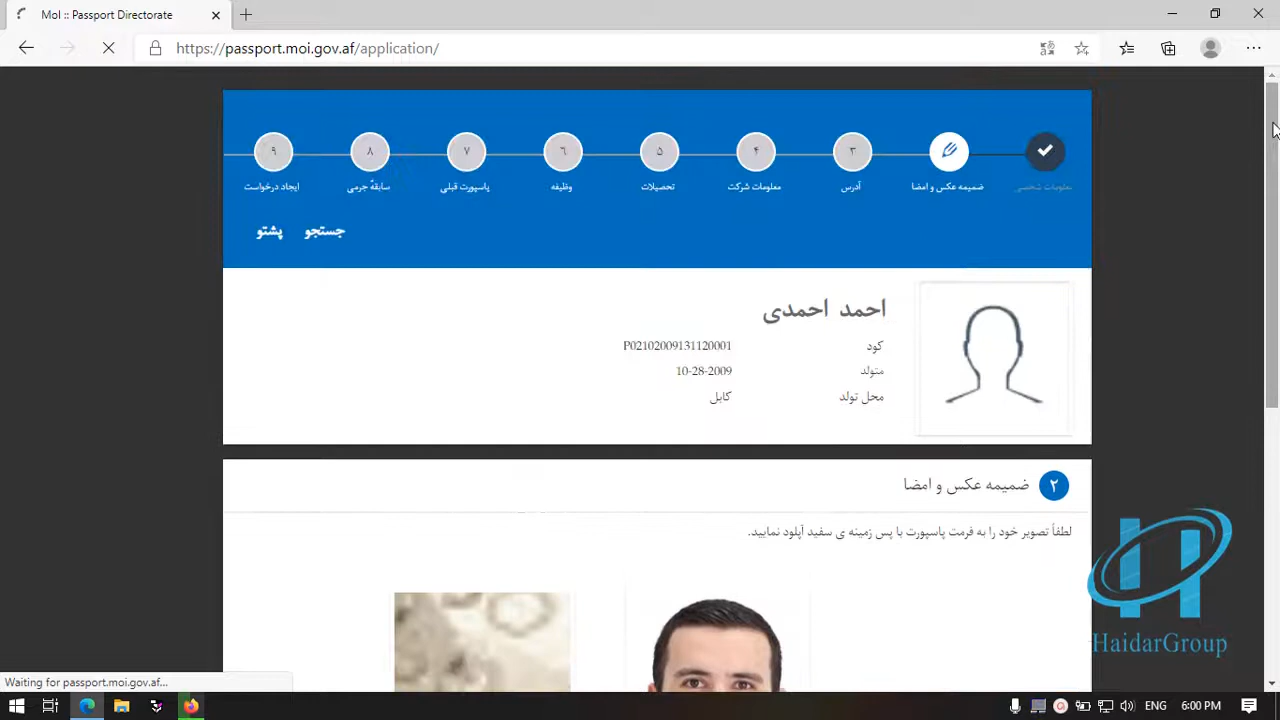 MoI :: Passport Directorate
https://passport.moi.gov.af/application/
۳ ۴ ۵ ۶ ۷ ۸ ۹
معلومات شخصی
ضمیمه عکس و امضا
آدرس
معلومات شرکت
تحصیلات
وظیفه
پاسپورت قبلی
سابقه جرمی
ایجاد درخواست
جستجو پشتو
احمد احمدی
کود P02102009131120001
متولد 10-28-2009
محل تولد کابل
۲ ضمیمه عکس و امضا
لطفاً تصویر خود را به فرمت پاسپورت با پس زمینه ی سفید آپلود نمایید.
HaidarGroup
Waiting for passport.moi.gov.af...
ENG 6:00 PM